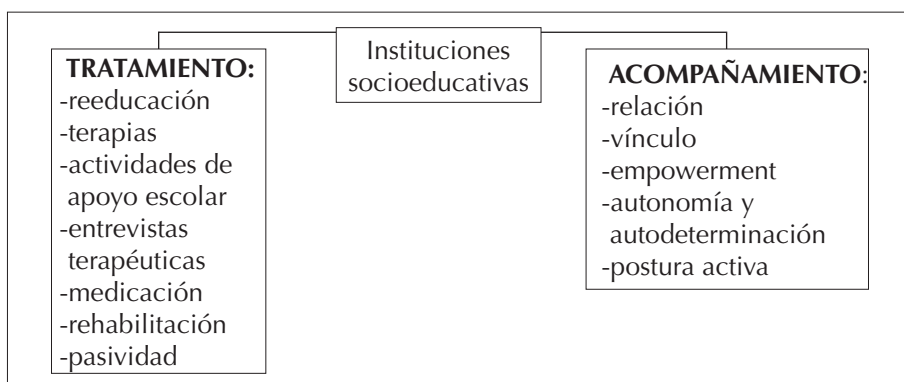 Instituciones
socioeducativas
TRATAMIENTO:
-reeducación
-terapias
-actividades de
apoyo escolar
-entrevistas
terapéuticas
-medicación
-rehabilitación
-pasividad
ACOMPAÑAMIENTO:
-relación
-vínculo
-empowerment
-autonomía y
autodeterminación
-postura activa